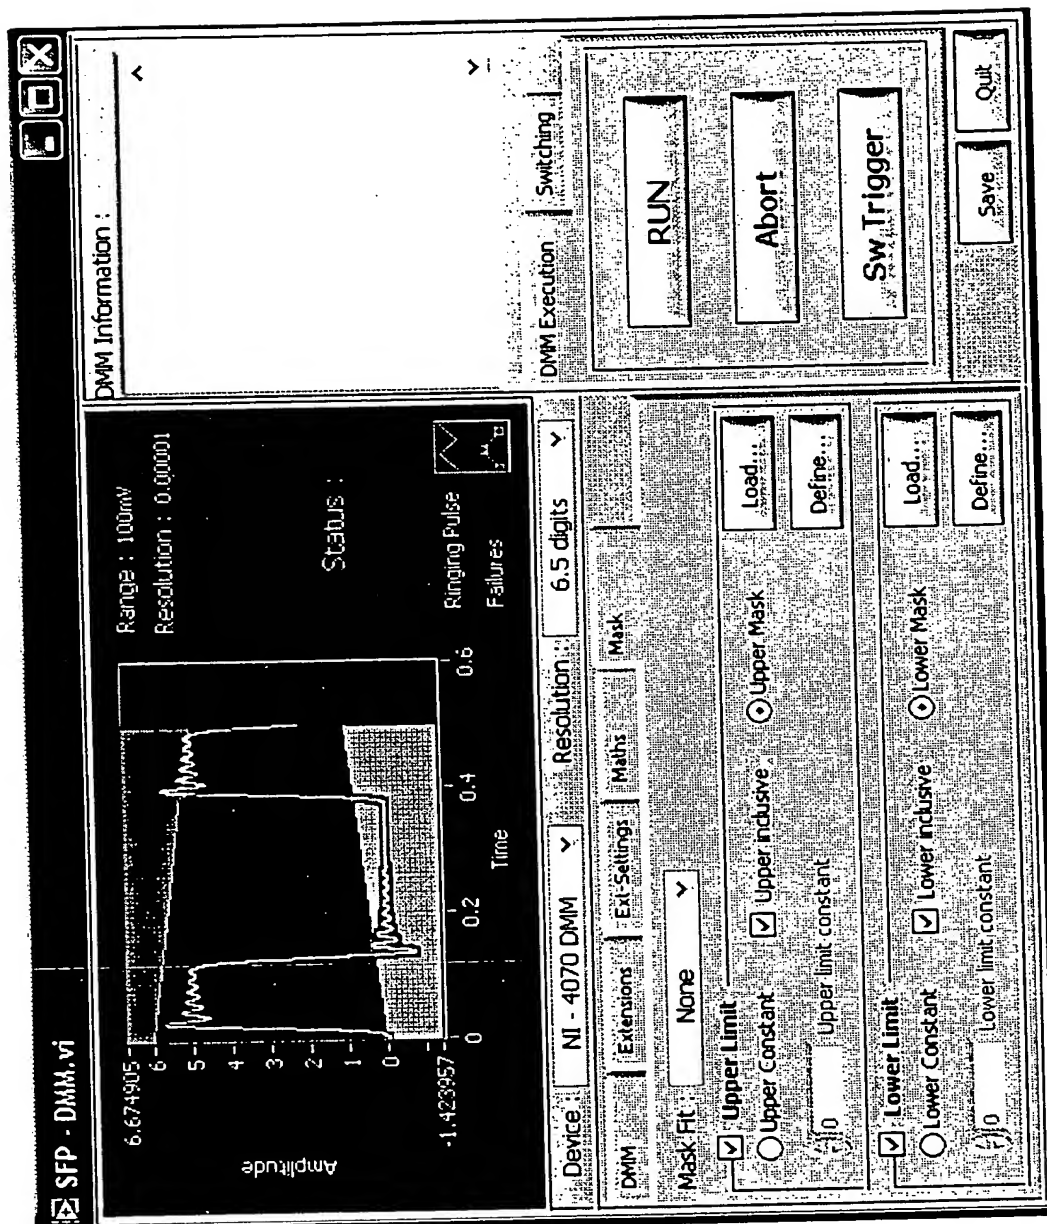 SFP - DMM.vi
DMM Information :
Range : 100mV
Resolution : 0.00001
Status :
Ringing Pulse
Failures
6.674905
6
5
4
3
2
1
0
-1.423957
Amplitude
0
0.2
0.4
0.6
Time
Device :
NI - 4070 DMM
Resolution :
6.5 digits
DMM
Extensions
Ext-Settings
Maths
Mask
Mask Fit :
None
Upper Limit
Upper Constant
Upper inclusive
Upper Mask
Load...
0
Upper limit constant
Define...
Lower Limit
Lower Constant
Lower inclusive
Lower Mask
Load...
0
Lower limit constant
Define...
DMM Execution
Switching
RUN
Abort
Sw Trigger
Save
Quit